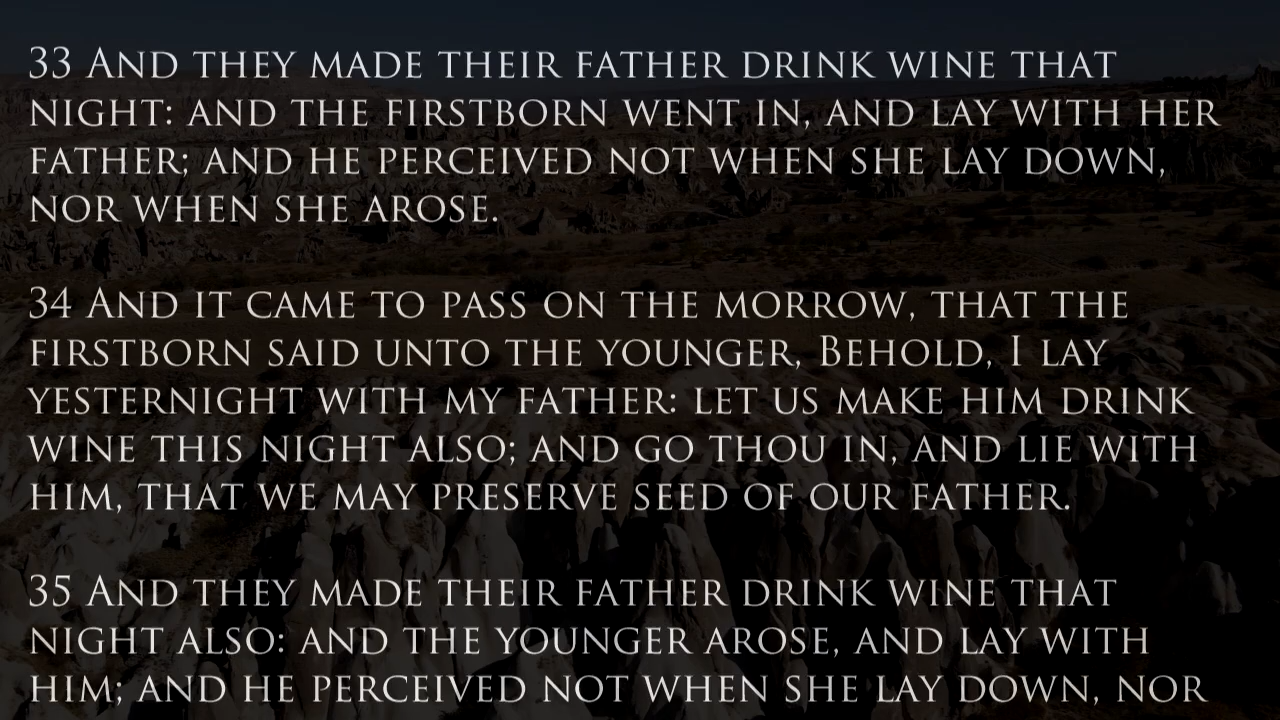 33 And they made their father drink wine that
night: and the firstborn went in, and lay with her
father; and he perceived not when she lay down,
nor when she arose.
34 And it came to pass on the morrow, that the
firstborn said unto the younger, Behold, I lay
yesternight with my father: let us make him drink
wine this night also; and go thou in, and lie with
him, that we may preserve seed of our father.
35 And they made their father drink wine that
night also: and the younger arose, and lay with
him; and he perceived not when she lay down, nor